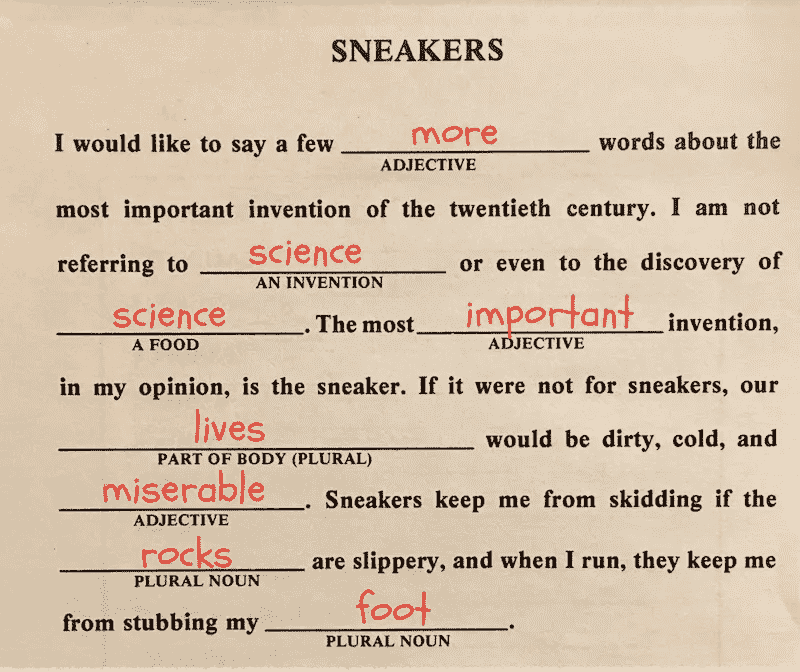 SNEAKERS
I would like to say a few more words about the
ADJECTIVE
most important invention of the twentieth century. I am not
referring to science or even to the discovery of
AN INVENTION
science. The most important invention,
A FOOD ADJECTIVE
in my opinion, is the sneaker. If it were not for sneakers, our
lives would be dirty, cold, and
PART OF BODY (PLURAL)
miserable. Sneakers keep me from skidding if the
ADJECTIVE
rocks are slippery, and when I run, they keep me
PLURAL NOUN
from stubbing my foot.
PLURAL NOUN